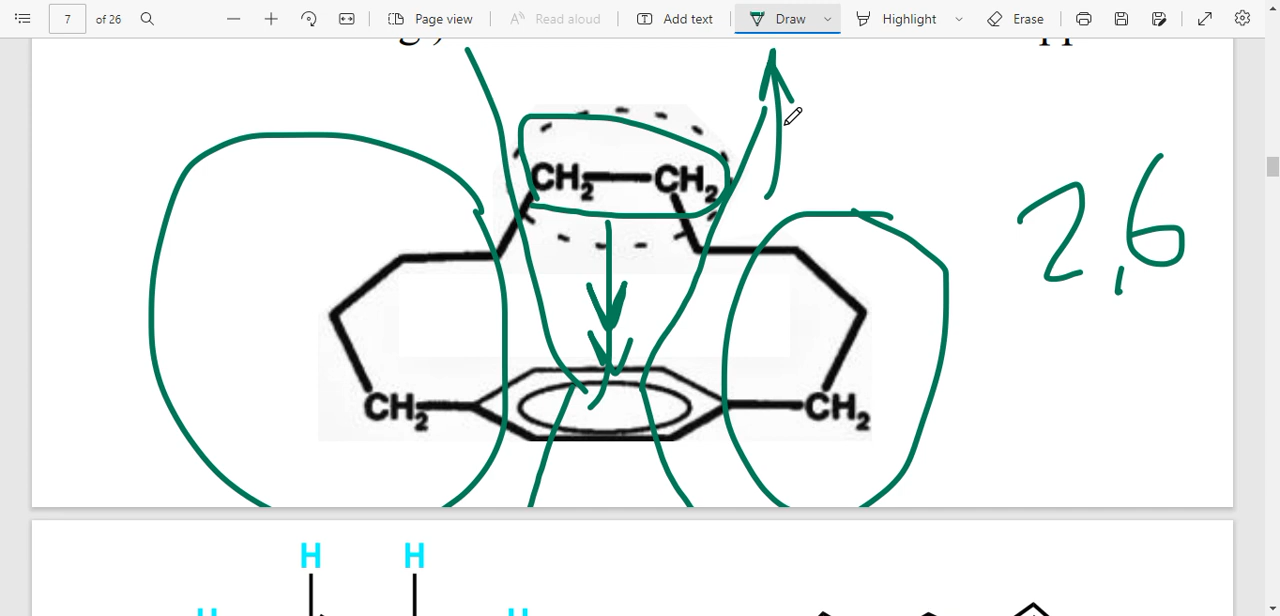 7 of 26 Page view Read aloud Add text Draw Highlight Erase
CH₂ CH₂
2,6
CH₂ CH₂
H H
H H